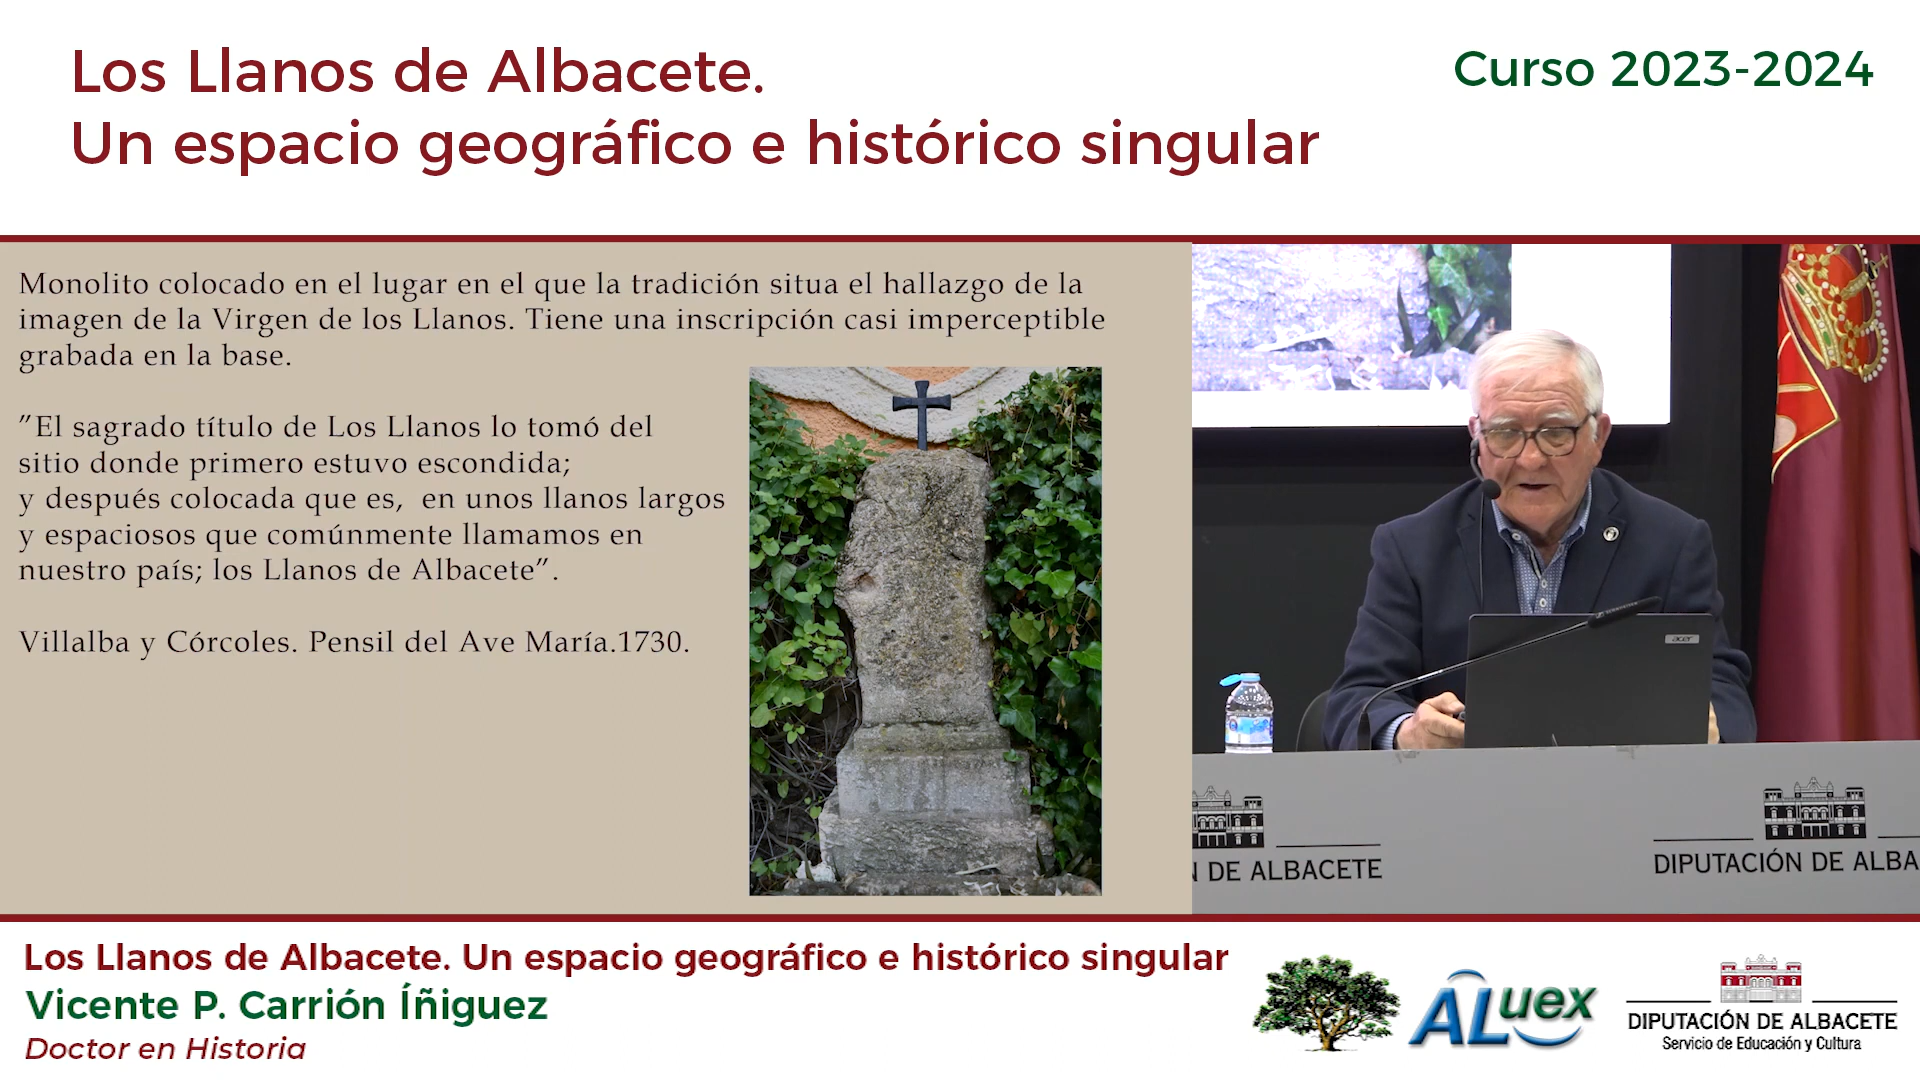 Los Llanos de Albacete.
Un espacio geográfico e histórico singular
Curso 2023-2024
Monolito colocado en el lugar en el que la tradición situa el hallazgo de la
imagen de la Virgen de los Llanos. Tiene una inscripción casi imperceptible
grabada en la base.
”El sagrado título de Los Llanos lo tomó del
sitio donde primero estuvo escondida;
y después colocada que es, en unos llanos largos
y espaciosos que comúnmente llamamos en
nuestro país; los Llanos de Albacete”.
Villalba y Córcoles. Pensil del Ave María.1730.
acer
N DE ALBACETE
DIPUTACIÓN DE ALBA
Los Llanos de Albacete. Un espacio geográfico e histórico singular
Vicente P. Carrión Íñiguez
Doctor en Historia
ALuex
DIPUTACIÓN DE ALBACETE
Servicio de Educación y Cultura